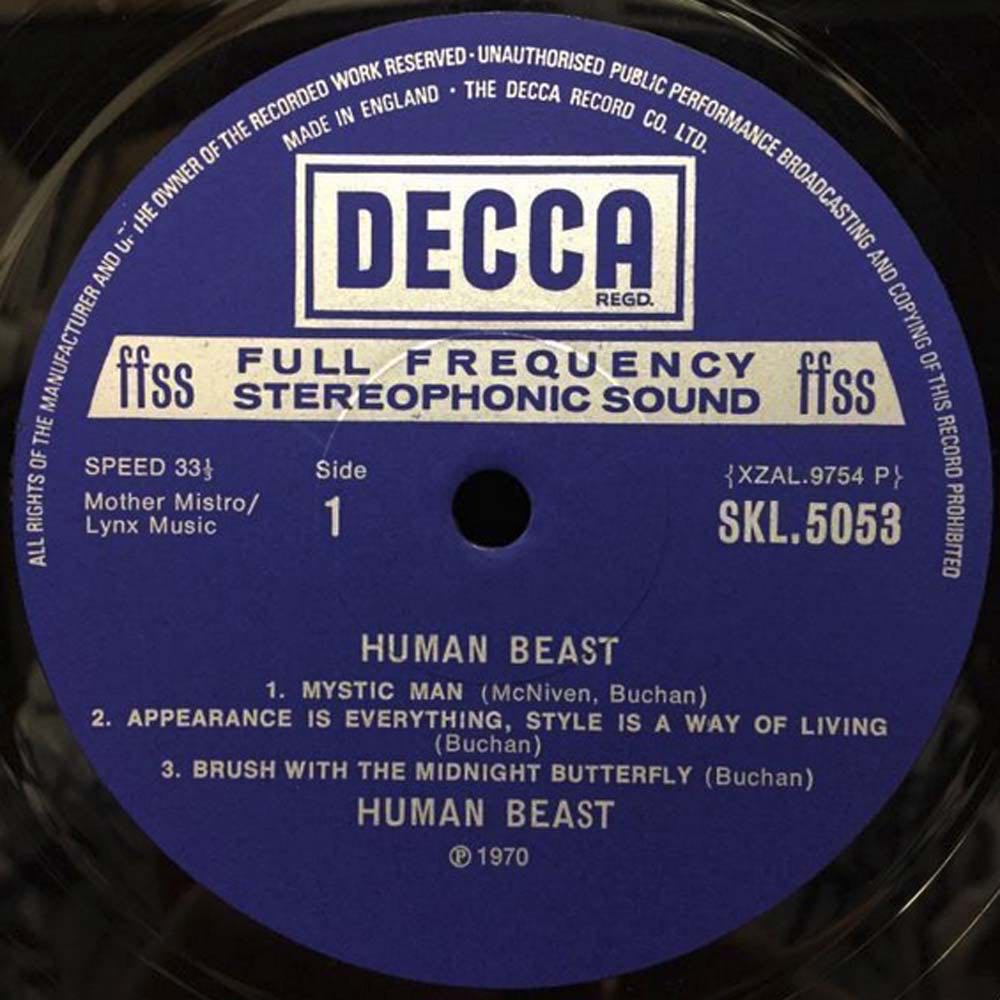 ALL RIGHTS OF THE MANUFACTURER AND OF THE OWNER OF THE RECORDED WORK RESERVED · UNAUTHORISED PUBLIC PERFORMANCE BROADCASTING AND COPYING OF THIS RECORD PROHIBITED
MADE IN ENGLAND · THE DECCA RECORD CO. LTD.
DECCA
REGD.
ffss FULL FREQUENCY ffss
STEREOPHONIC SOUND
SPEED 33⅓ Side {XZAL.9754 P}
Mother Mistro/ 1 SKL.5053
Lynx Music
HUMAN BEAST
1. MYSTIC MAN (McNiven, Buchan)
2. APPEARANCE IS EVERYTHING, STYLE IS A WAY OF LIVING
(Buchan)
3. BRUSH WITH THE MIDNIGHT BUTTERFLY (Buchan)
HUMAN BEAST
℗ 1970